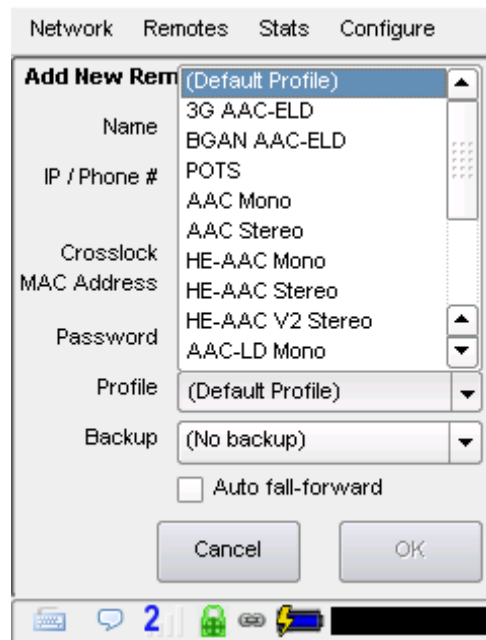 Network Remotes Stats Configure
Add New Rem
(Default Profile)
3G AAC-ELD
Name
BGAN AAC-ELD
IP / Phone #
POTS
AAC Mono
AAC Stereo
Crosslock
MAC Address
HE-AAC Mono
HE-AAC Stereo
HE-AAC V2 Stereo
Password
AAC-LD Mono
Profile (Default Profile)
Backup (No backup)
Auto fall-forward
Cancel OK
2